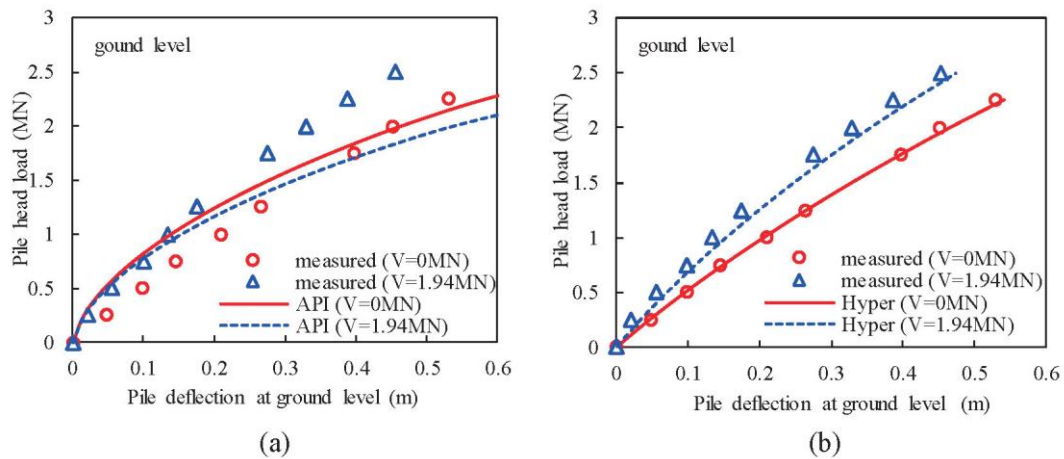 3
2.5
2
1.5
1
0.5
0
gound level
measured (V=0MN)
measured (V=1.94MN)
API (V=0MN)
API (V=1.94MN)
0 0.1 0.2 0.3 0.4 0.5 0.6
Pile deflection at ground level (m)
Pile head load (MN)
(a)
3
2.5
2
1.5
1
0.5
0
gound level
measured (V=0MN)
measured (V=1.94MN)
Hyper (V=0MN)
Hyper (V=1.94MN)
0 0.1 0.2 0.3 0.4 0.5 0.6
Pile deflection at ground level (m)
Pile head load (MN)
(b)